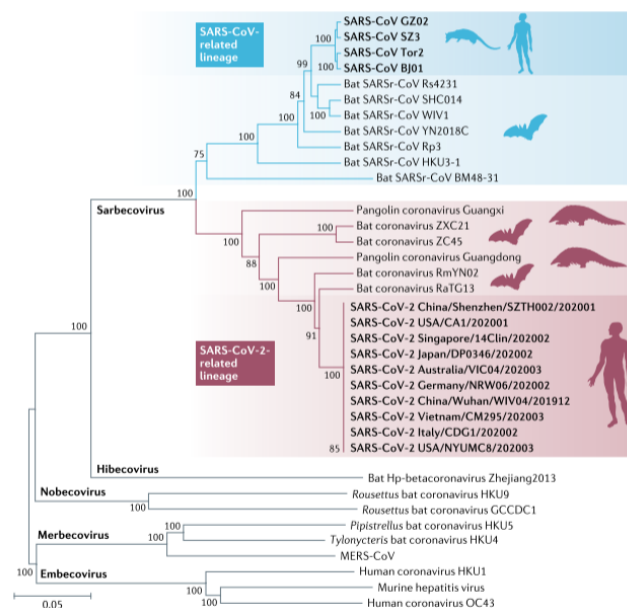 SARS-CoV-
related
lineage
SARS-CoV GZ02
SARS-CoV SZ3
SARS-CoV Tor2
SARS-CoV BJ01
Bat SARSr-CoV Rs4231
Bat SARSr-CoV SHC014
Bat SARSr-CoV WIV1
Bat SARSr-CoV YN2018C
Bat SARSr-CoV Rp3
Bat SARSr-CoV HKU3-1
Bat SARSr-CoV BM48-31
100
100
99
84
100
100
75
100
Sarbecovirus
Pangolin coronavirus Guangxi
Bat coronavirus ZXC21
Bat coronavirus ZC45
Pangolin coronavirus Guangdong
Bat coronavirus RmYN02
Bat coronavirus RaTG13
100
100
88
100
100
91
100
85
SARS-CoV-2-
related
lineage
SARS-CoV-2 China/Shenzhen/SZTH002/202001
SARS-CoV-2 USA/CA1/202001
SARS-CoV-2 Singapore/14Clin/202002
SARS-CoV-2 Japan/DP0346/202002
SARS-CoV-2 Australia/VIC04/202003
SARS-CoV-2 Germany/NRW06/202002
SARS-CoV-2 China/Wuhan/WIV04/201912
SARS-CoV-2 Vietnam/CM295/202003
SARS-CoV-2 Italy/CDG1/202002
SARS-CoV-2 USA/NYUMC8/202003
100
Hibecovirus
Bat Hp-betacoronavirus Zhejiang2013
Nobecovirus
Rousettus bat coronavirus HKU9
100
Rousettus bat coronavirus GCCDC1
Merbecovirus
Pipistrellus bat coronavirus HKU5
100
Tylonycteris bat coronavirus HKU4
100
MERS-CoV
100
Embecovirus
Human coronavirus HKU1
100
Murine hepatitis virus
100
Human coronavirus OC43
0.05